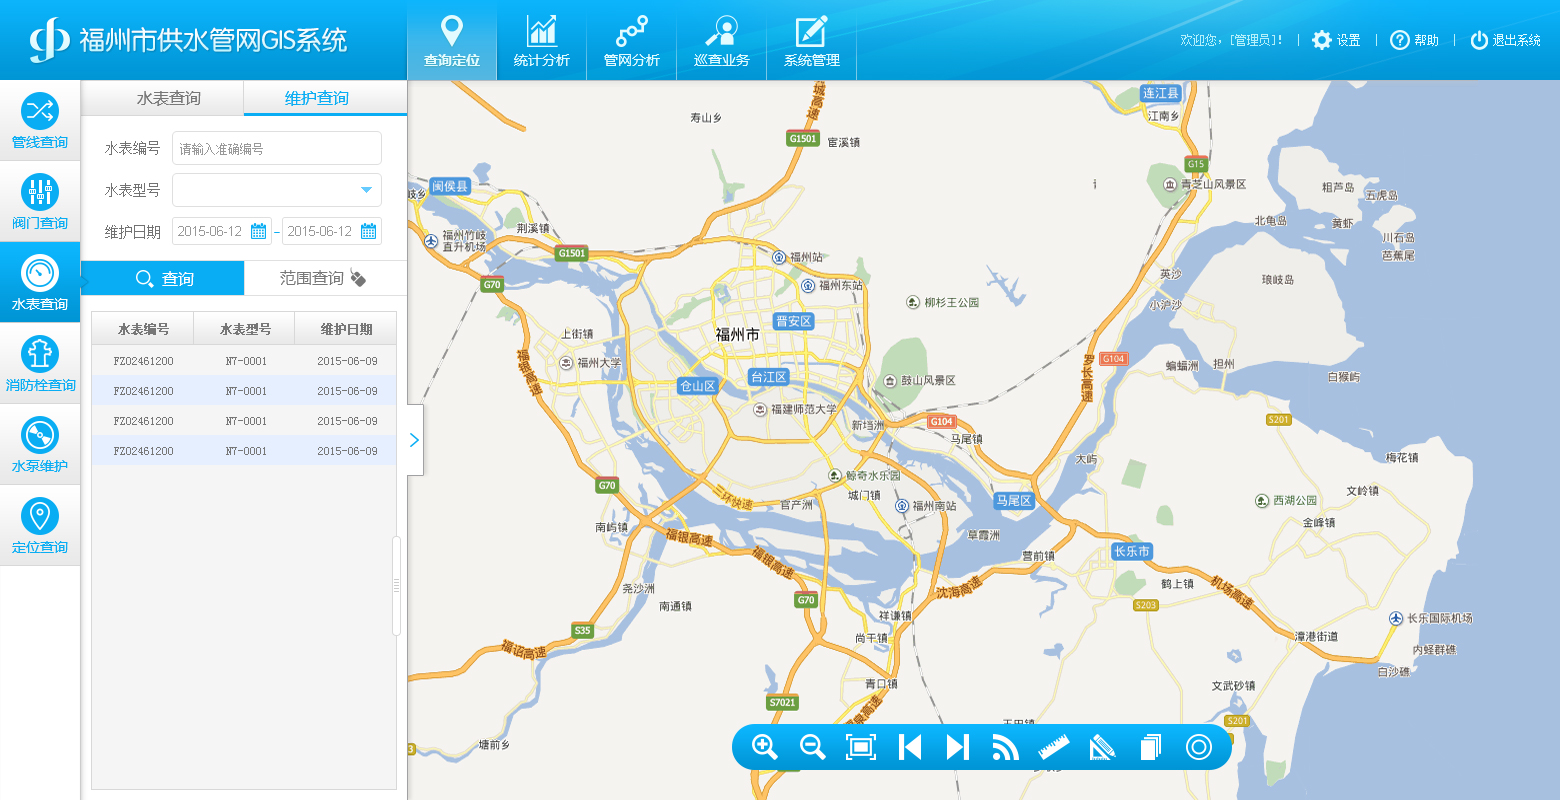 福州市供水管网GIS系统
查询定位
统计分析
管网分析
巡查业务
系统管理
欢迎您，[管理员]！
设置
帮助
退出系统
管线查询
阀门查询
水表查询
消防栓查询
水泵维护
定位查询
水表查询
维护查询
水表编号
请输入准确编号
水表型号
维护日期
2015-06-12 - 2015-06-12
查询
范围查询
水表编号 水表型号 维护日期
FZ02461200 N7-0001 2015-06-09
FZ02461200 N7-0001 2015-06-09
FZ02461200 N7-0001 2015-06-09
FZ02461200 N7-0001 2015-06-09
城高速
连江县
江南乡
寿山乡
G1501
宦溪镇
G15
青芝山风景区
闽侯县
岐乡
粗芦岛
五虎岛
北龟岛
黄虾
川石岛
芭蕉尾
荆溪镇
福州竹岐
直升机场
G1501
福州站
福州东站
G70
英沙
琅岐岛
小沪沙
柳杉王公园
晋安区
福州市
上街镇
福州大学
福银高速
G104
罗长高速
蝙蝠洲
担州
白猴屿
台江区
仓山区
鼓山风景区
福建师范大学
新垱洲
G104
马尾镇
S201
大屿
梅花镇
鲸奇水乐园
G70
城门镇
马尾区
文岭镇
三环快速
官产洲
福州南站
西湖公园
金峰镇
南屿镇
福银高速
草霞洲
福银高速
营前镇
长乐市
尧沙洲
沈海高速
鹤上镇
机场高速
G70
南通镇
S203
祥谦镇
长乐国际机场
S35
尚干镇
漳港街道
福诏高速
内蛏群礁
白沙礁
青口镇
文武砂镇
S7021
S201
塘前乡
3